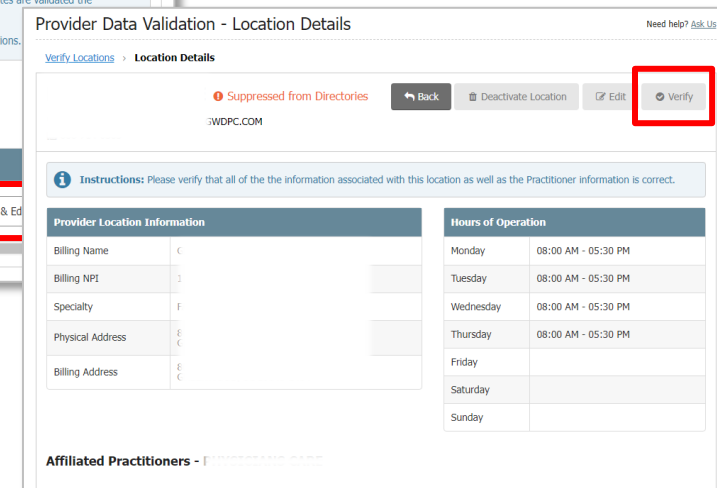 tes are validated the
ions.
& Ed
Provider Data Validation - Location Details
Need help? Ask Us
Verify Locations › Location Details
Suppressed from Directories
Back
Deactivate Location
Edit
Verify
WDPC.COM
Instructions: Please verify that all of the the information associated with this location as well as the Practitioner information is correct.
Provider Location Information
Billing Name
Billing NPI
Specialty
Physical Address
Billing Address
Hours of Operation
Monday 08:00 AM - 05:30 PM
Tuesday 08:00 AM - 05:30 PM
Wednesday 08:00 AM - 05:30 PM
Thursday 08:00 AM - 05:30 PM
Friday
Saturday
Sunday
Affiliated Practitioners -